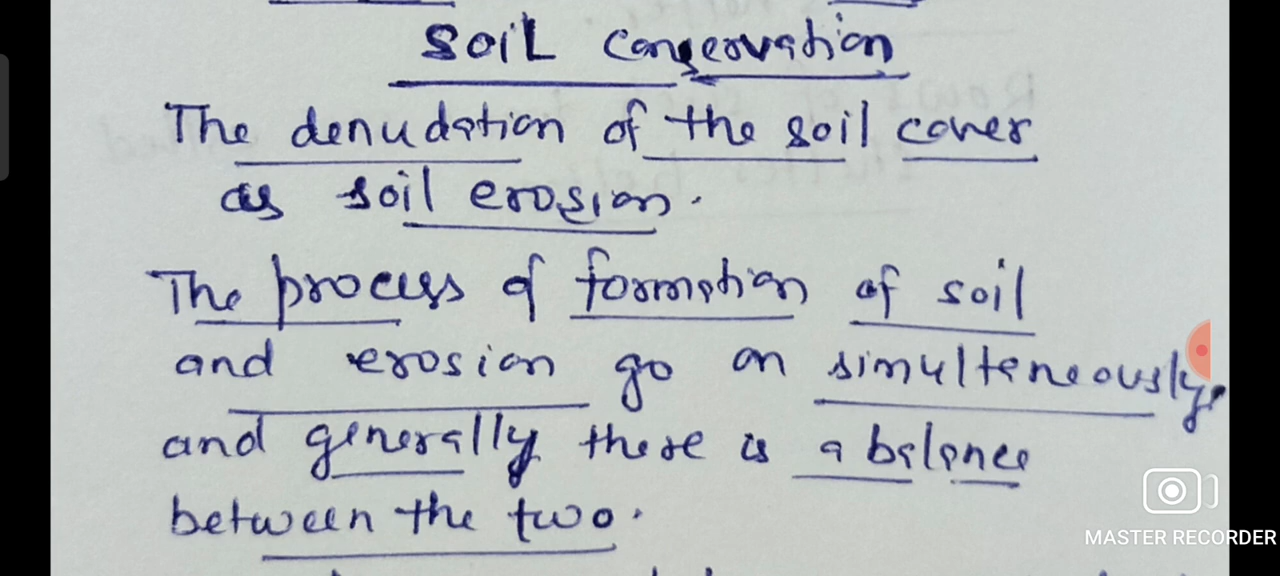 Soil Conservation
The denudation of the soil cover
as soil erosion.
The process of formation of soil
and erosion go on simulteneously,
and generally there is a balance
between the two.
MASTER RECORDER